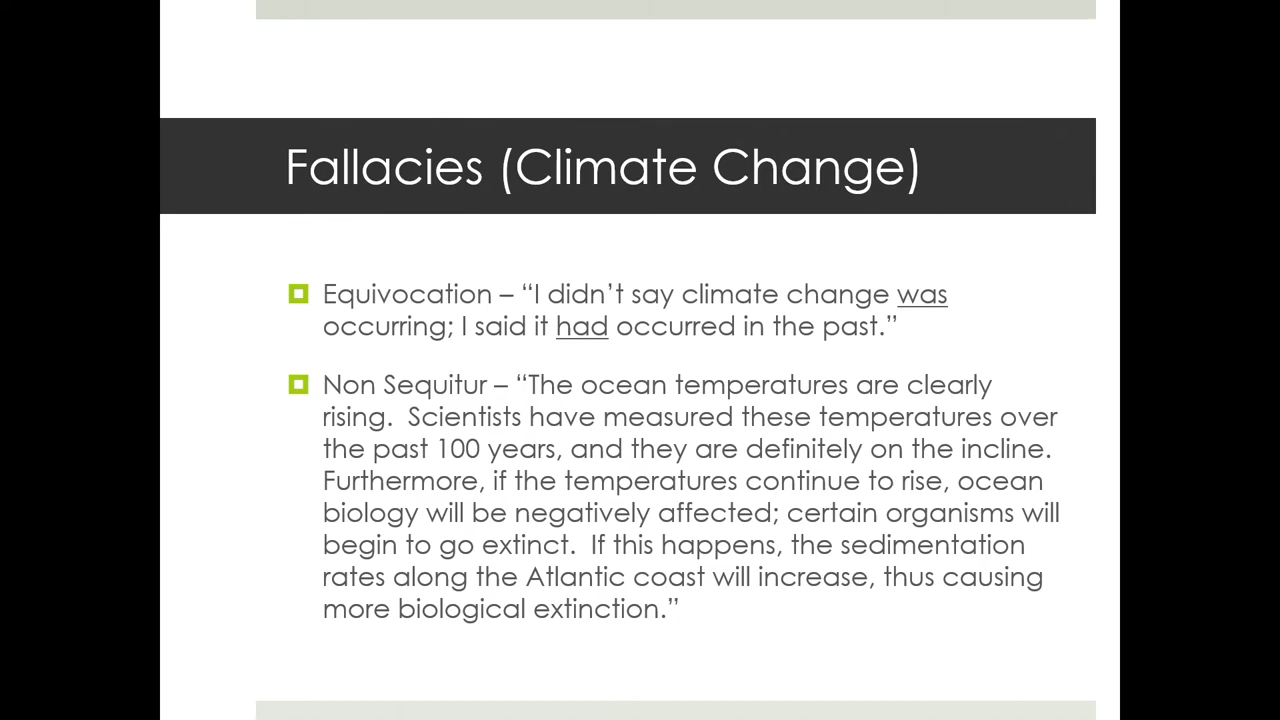 Fallacies (Climate Change)
Equivocation – “I didn’t say climate change was
occurring; I said it had occurred in the past.”
Non Sequitur – “The ocean temperatures are clearly
rising.  Scientists have measured these temperatures over
the past 100 years, and they are definitely on the incline.
Furthermore, if the temperatures continue to rise, ocean
biology will be negatively affected; certain organisms will
begin to go extinct.  If this happens, the sedimentation
rates along the Atlantic coast will increase, thus causing
more biological extinction.”